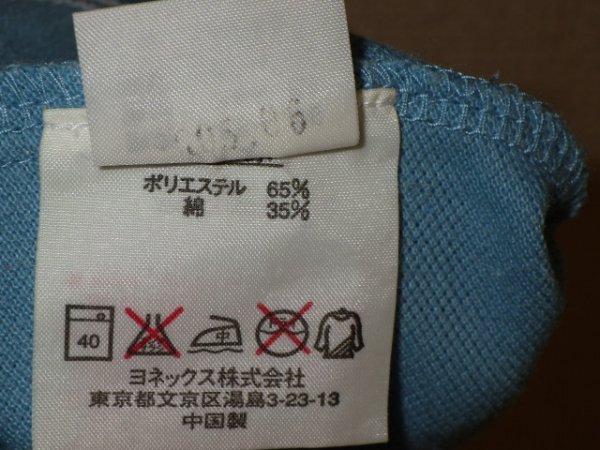 ポリエステル 65%
綿 35%
40 中
ヨネックス株式会社
東京都文京区湯島3-23-13
中国製